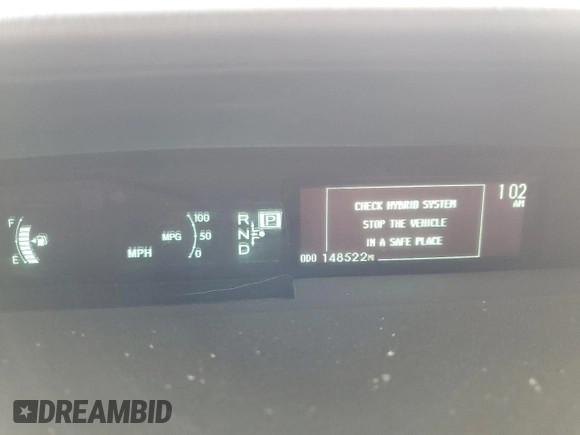 F
E
MPH
MPG
100
50
0
R
N
D
P
CHECK HYBRID SYSTEM
STOP THE VEHICLE
IN A SAFE PLACE
ODO 148522MI
1 02
AM
DREAMBID